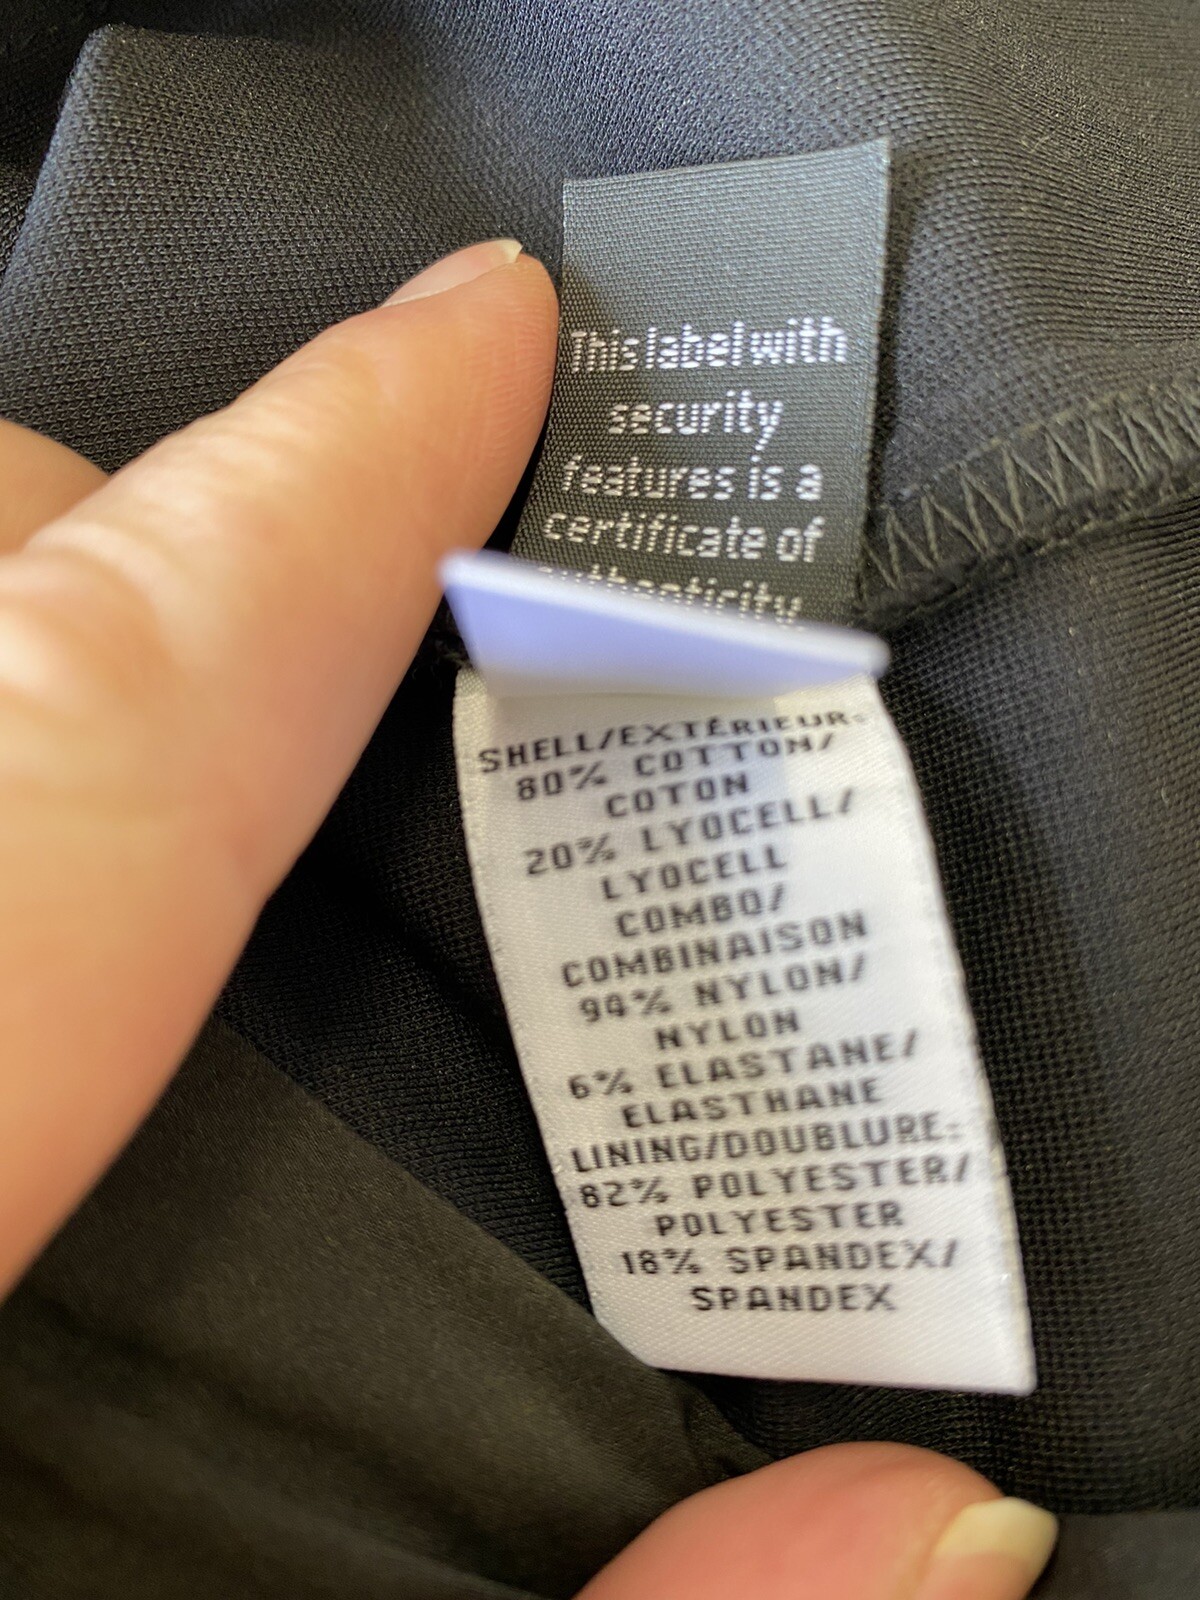 This label with
security
features is a
certificate of
authenticity
SHELL/EXTÉRIEUR:
80% COTTON/
COTON
20% LYOCELL/
LYOCELL
COMBO/
COMBINAISON
94% NYLON/
NYLON
6% ELASTANE/
ELASTHANE
LINING/DOUBLURE:
82% POLYESTER/
POLYESTER
18% SPANDEX/
SPANDEX